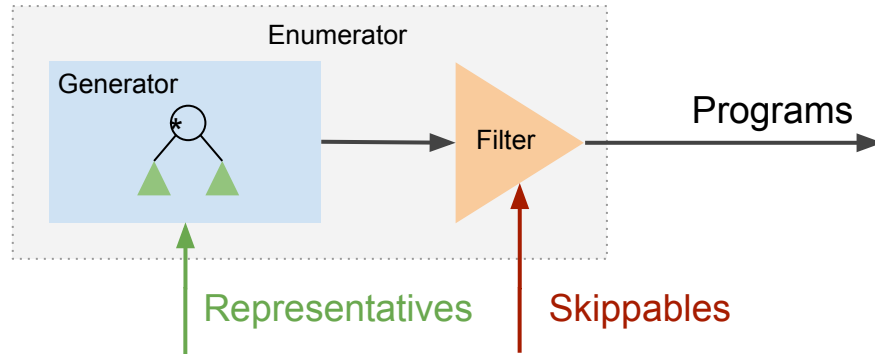 Enumerator
Generator
*
Filter
Programs
Representatives
Skippables